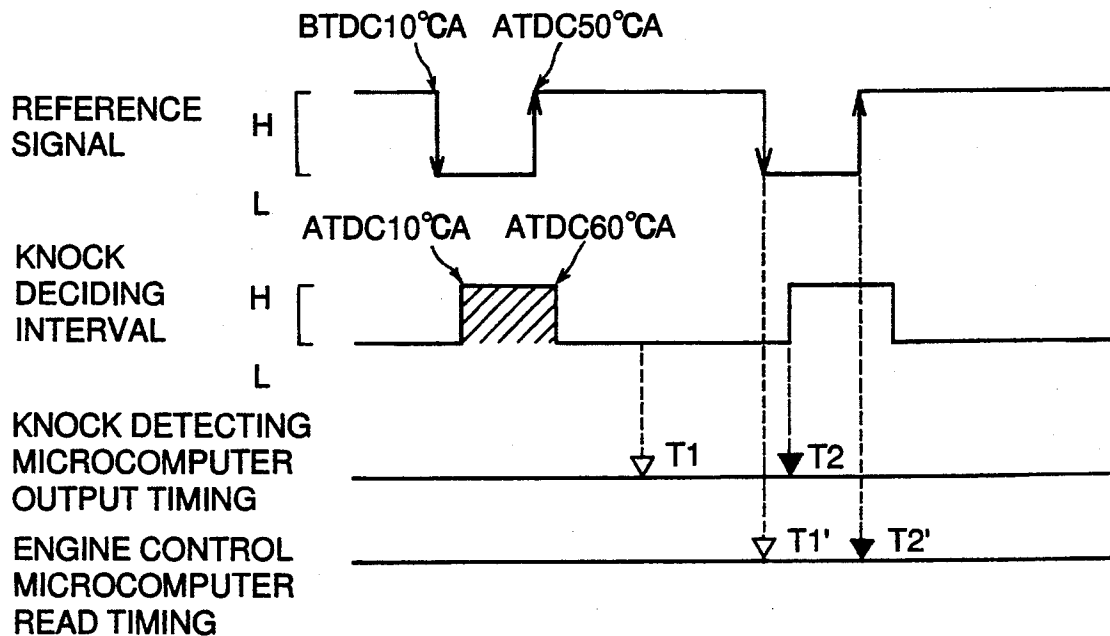 BTDC10°CA ATDC50°CA
REFERENCE
SIGNAL
H
L
ATDC10°CA ATDC60°CA
KNOCK
DECIDING
INTERVAL
H
L
KNOCK DETECTING
MICROCOMPUTER
OUTPUT TIMING
T1
T2
ENGINE CONTROL
MICROCOMPUTER
READ TIMING
T1'
T2'